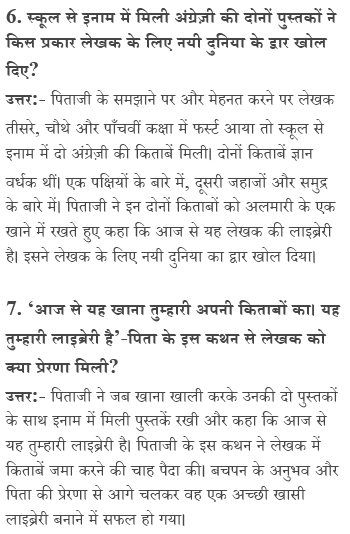 6. स्कूल से इनाम में मिली अंग्रेज़ी की दोनों पुस्तकों ने
किस प्रकार लेखक के लिए नयी दुनिया के द्वार खोल
दिए?
उत्तर:- पिताजी के समझाने पर और मेहनत करने पर लेखक
तीसरे, चौथे और पाँचवीं कक्षा में फर्स्ट आया तो स्कूल से
इनाम में दो अंग्रेज़ी की किताबें मिली। दोनों किताबें ज्ञान
वर्धक थीं। एक पक्षियों के बारे में, दूसरी जहाजों और समुद्र
के बारे में। पिताजी ने इन दोनों किताबों को अलमारी के एक
खाने में रखते हुए कहा कि आज से यह लेखक की लाइब्रेरी
है। इसने लेखक के लिए नयी दुनिया का द्वार खोल दिया।
7. ‘आज से यह खाना तुम्हारी अपनी किताबों का। यह
तुम्हारी लाइब्रेरी है’-पिता के इस कथन से लेखक को
क्या प्रेरणा मिली?
उत्तर:- पिताजी ने जब खाना खाली करके उनकी दो पुस्तकों
के साथ इनाम में मिली पुस्तकें रखी और कहा कि आज से
यह तुम्हारी लाइब्रेरी है। पिताजी के इस कथन ने लेखक में
किताबें जमा करने की चाह पैदा की। बचपन के अनुभव और
पिता की प्रेरणा से आगे चलकर वह एक अच्छी खासी
लाइब्रेरी बनाने में सफल हो गया।